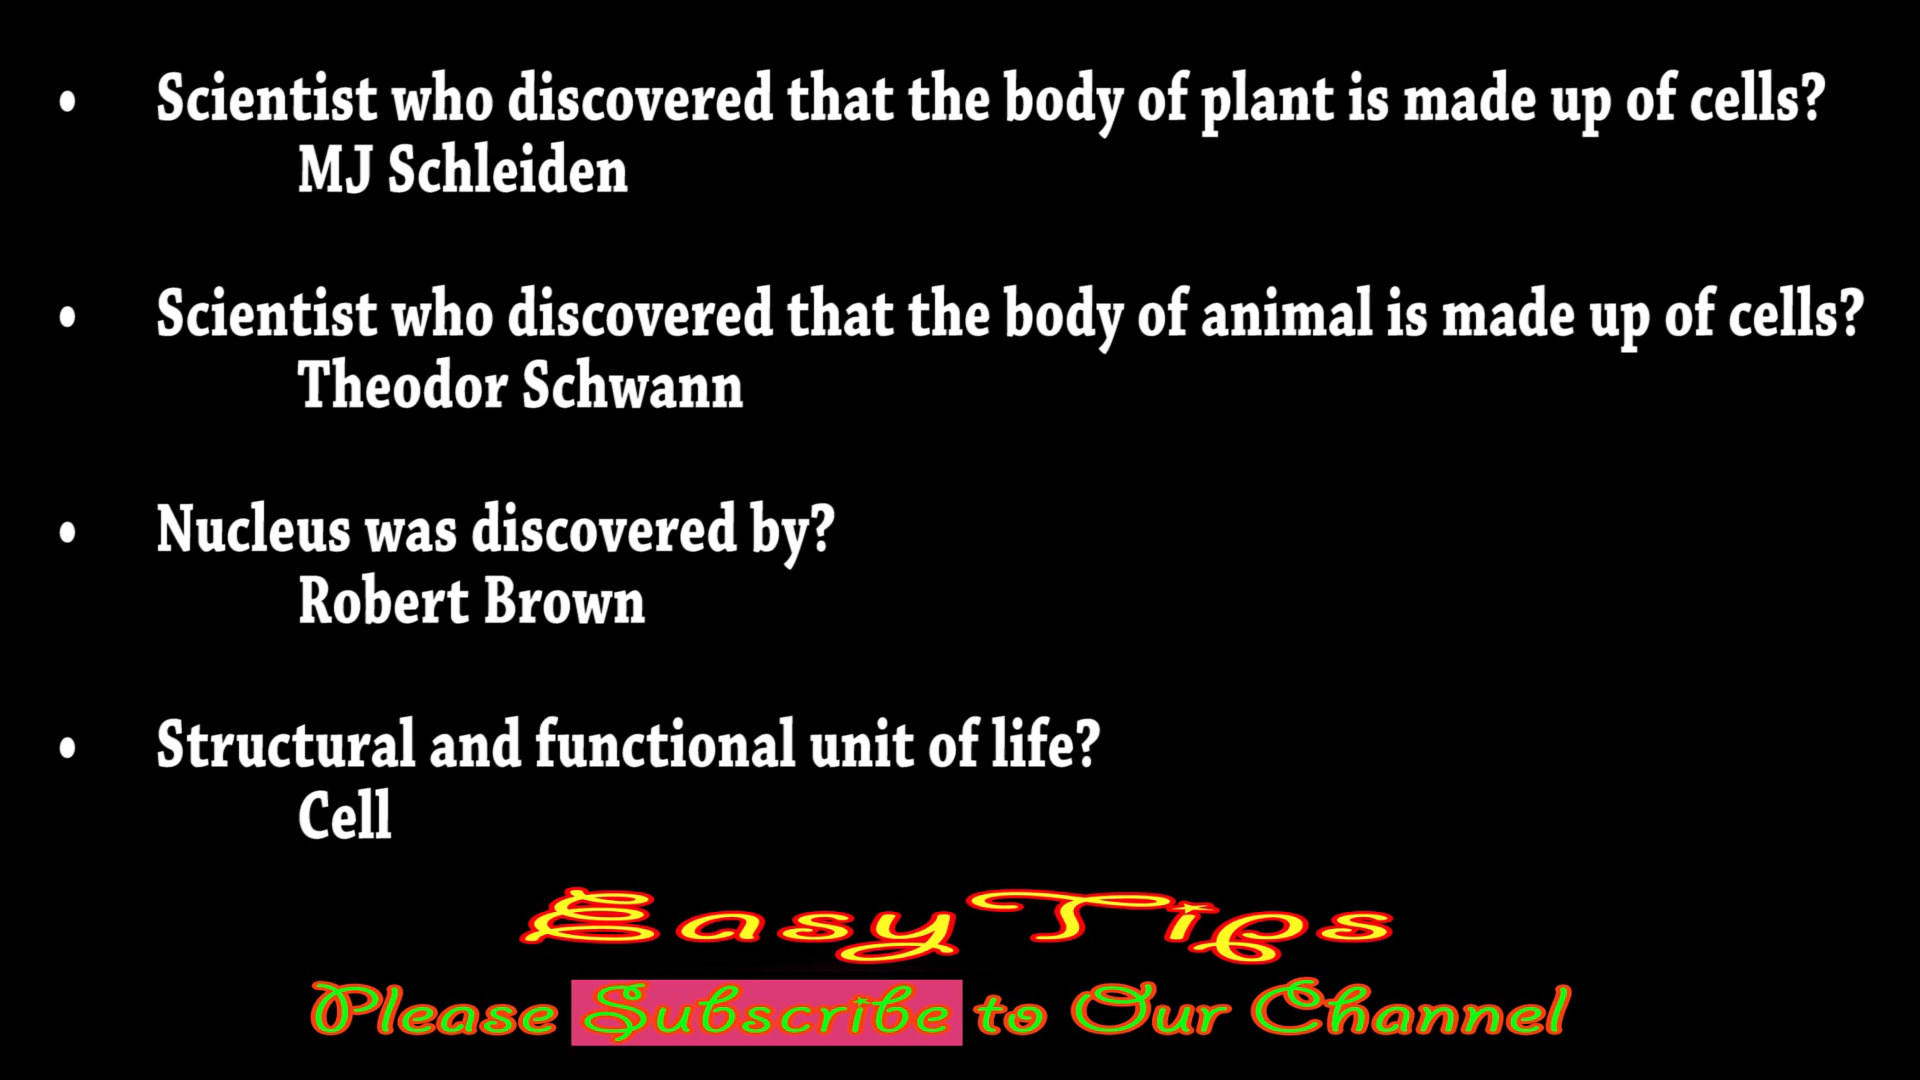 • Scientist who discovered that the body of plant is made up of cells?
MJ Schleiden
• Scientist who discovered that the body of animal is made up of cells?
Theodor Schwann
• Nucleus was discovered by?
Robert Brown
• Structural and functional unit of life?
Cell
Easy Tips
Please Subscribe to Our Channel